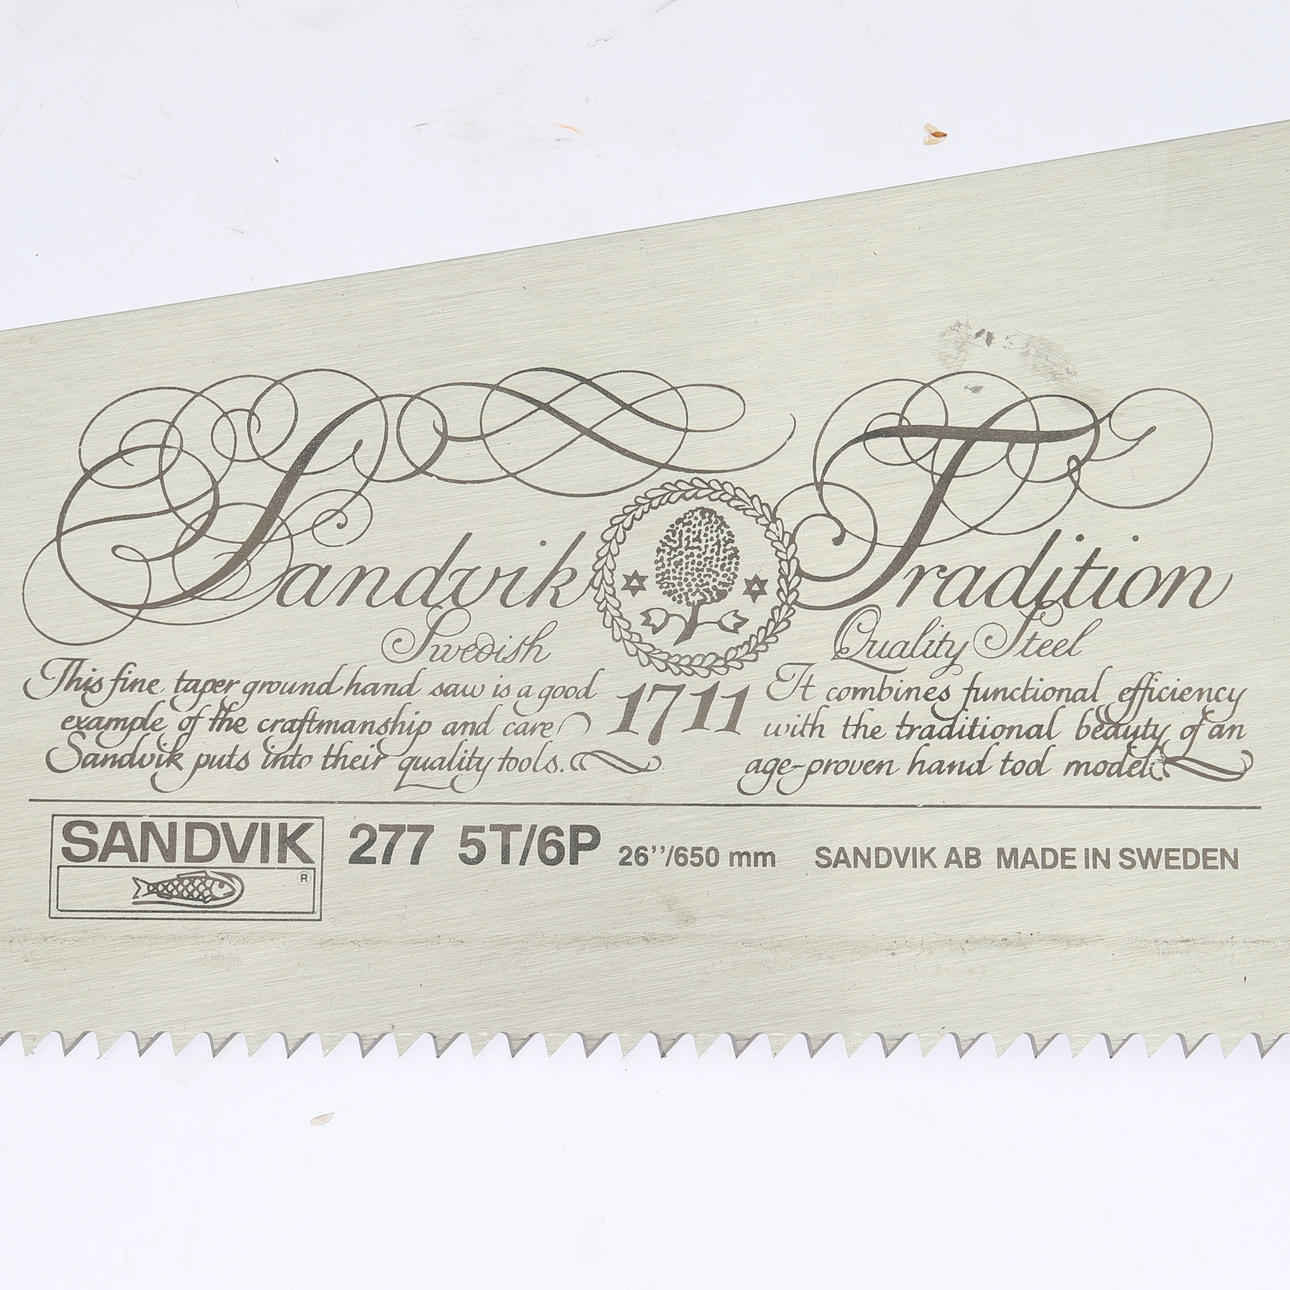 Sandvik Tradition
Swedish Quality Steel
This fine taper ground hand saw is a good
example of the craftmanship and care
Sandvik puts into their quality tools.
1711
It combines functional efficiency
with the traditional beauty of an
age-proven hand tool model.
SANDVIK
®
277 5T/6P 26’’/650 mm SANDVIK AB MADE IN SWEDEN